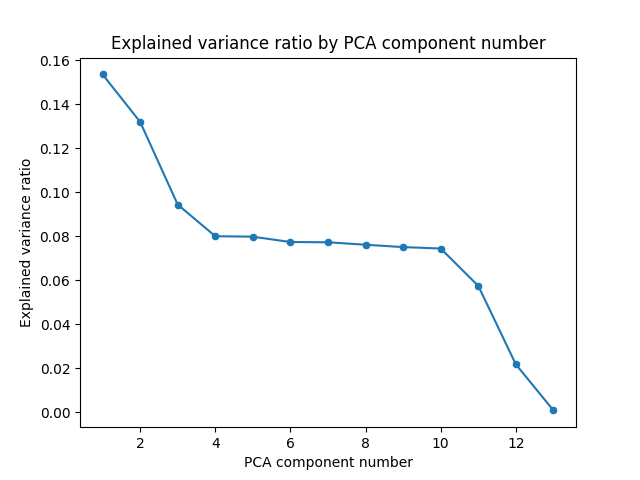 Explained variance ratio by PCA component number
0.16
0.14
0.12
0.10
0.08
0.06
0.04
0.02
0.00
Explained variance ratio
2 4 6 8 10 12
PCA component number